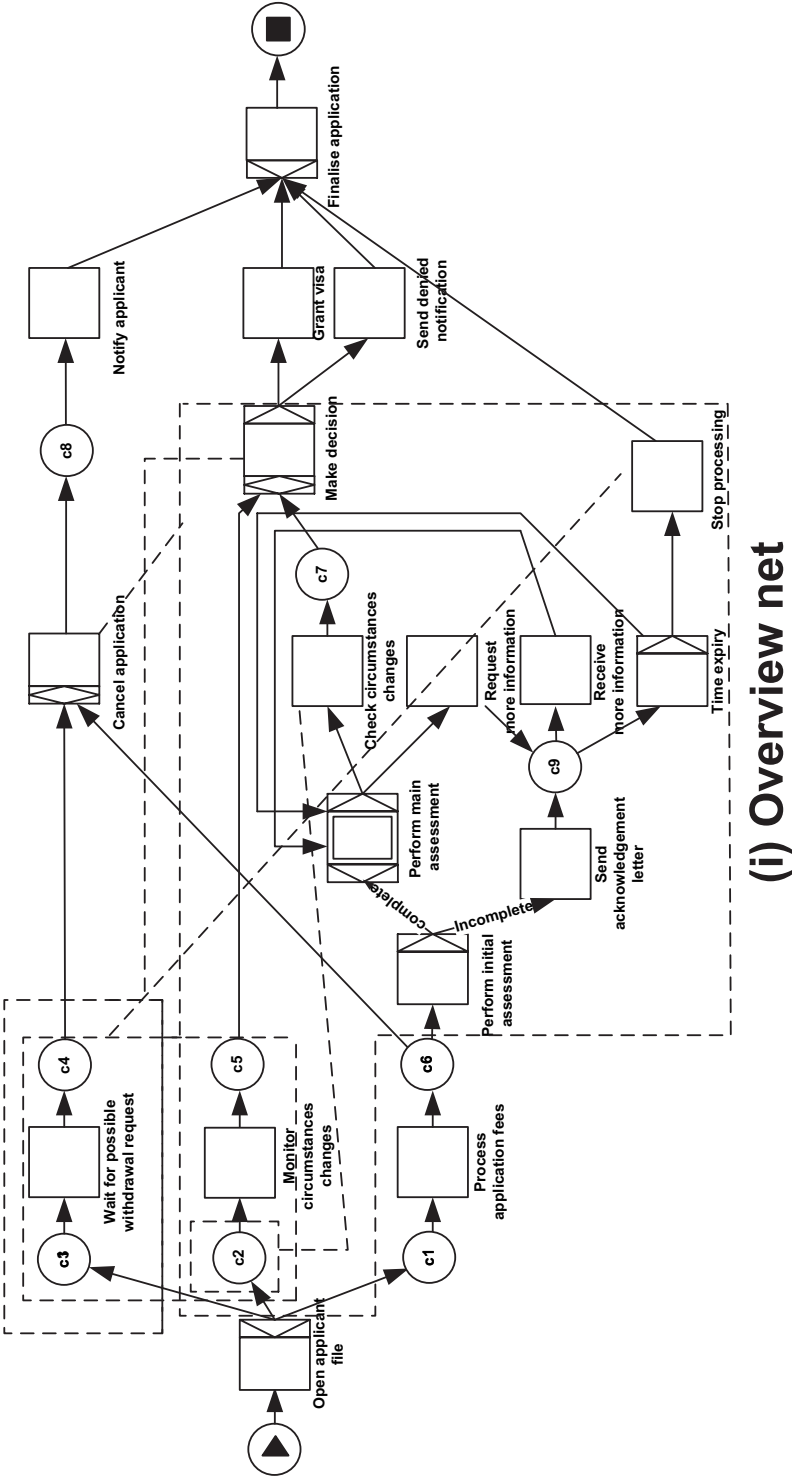 c3
Wait for possible
withdrawal request
c4
Cancel application
c8
Notify applicant
Open applicant
file
c2
Monitor
circumstances
changes
c5
Make decision
Grant visa
Send denied
notification
Finalise application
c1
Process
application fees
c6
Perform initial
assessment
complete
Incomplete
Perform main
assessment
Check circumstances
changes
c7
Request
more information
Send
acknowledgement
letter
c9
Receive
more information
Time expiry
Stop processing
(i) Overview net